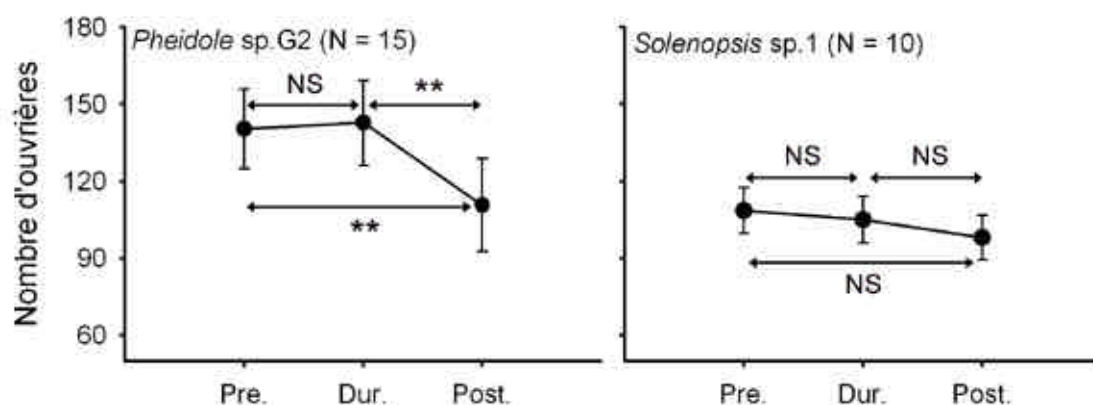 Nombre d'ouvrières
180
150
120
90
60
Pheidole sp.G2 (N = 15)
NS
**
**
Pre.
Dur.
Post.
Solenopsis sp.1 (N = 10)
NS
NS
NS
Pre.
Dur.
Post.